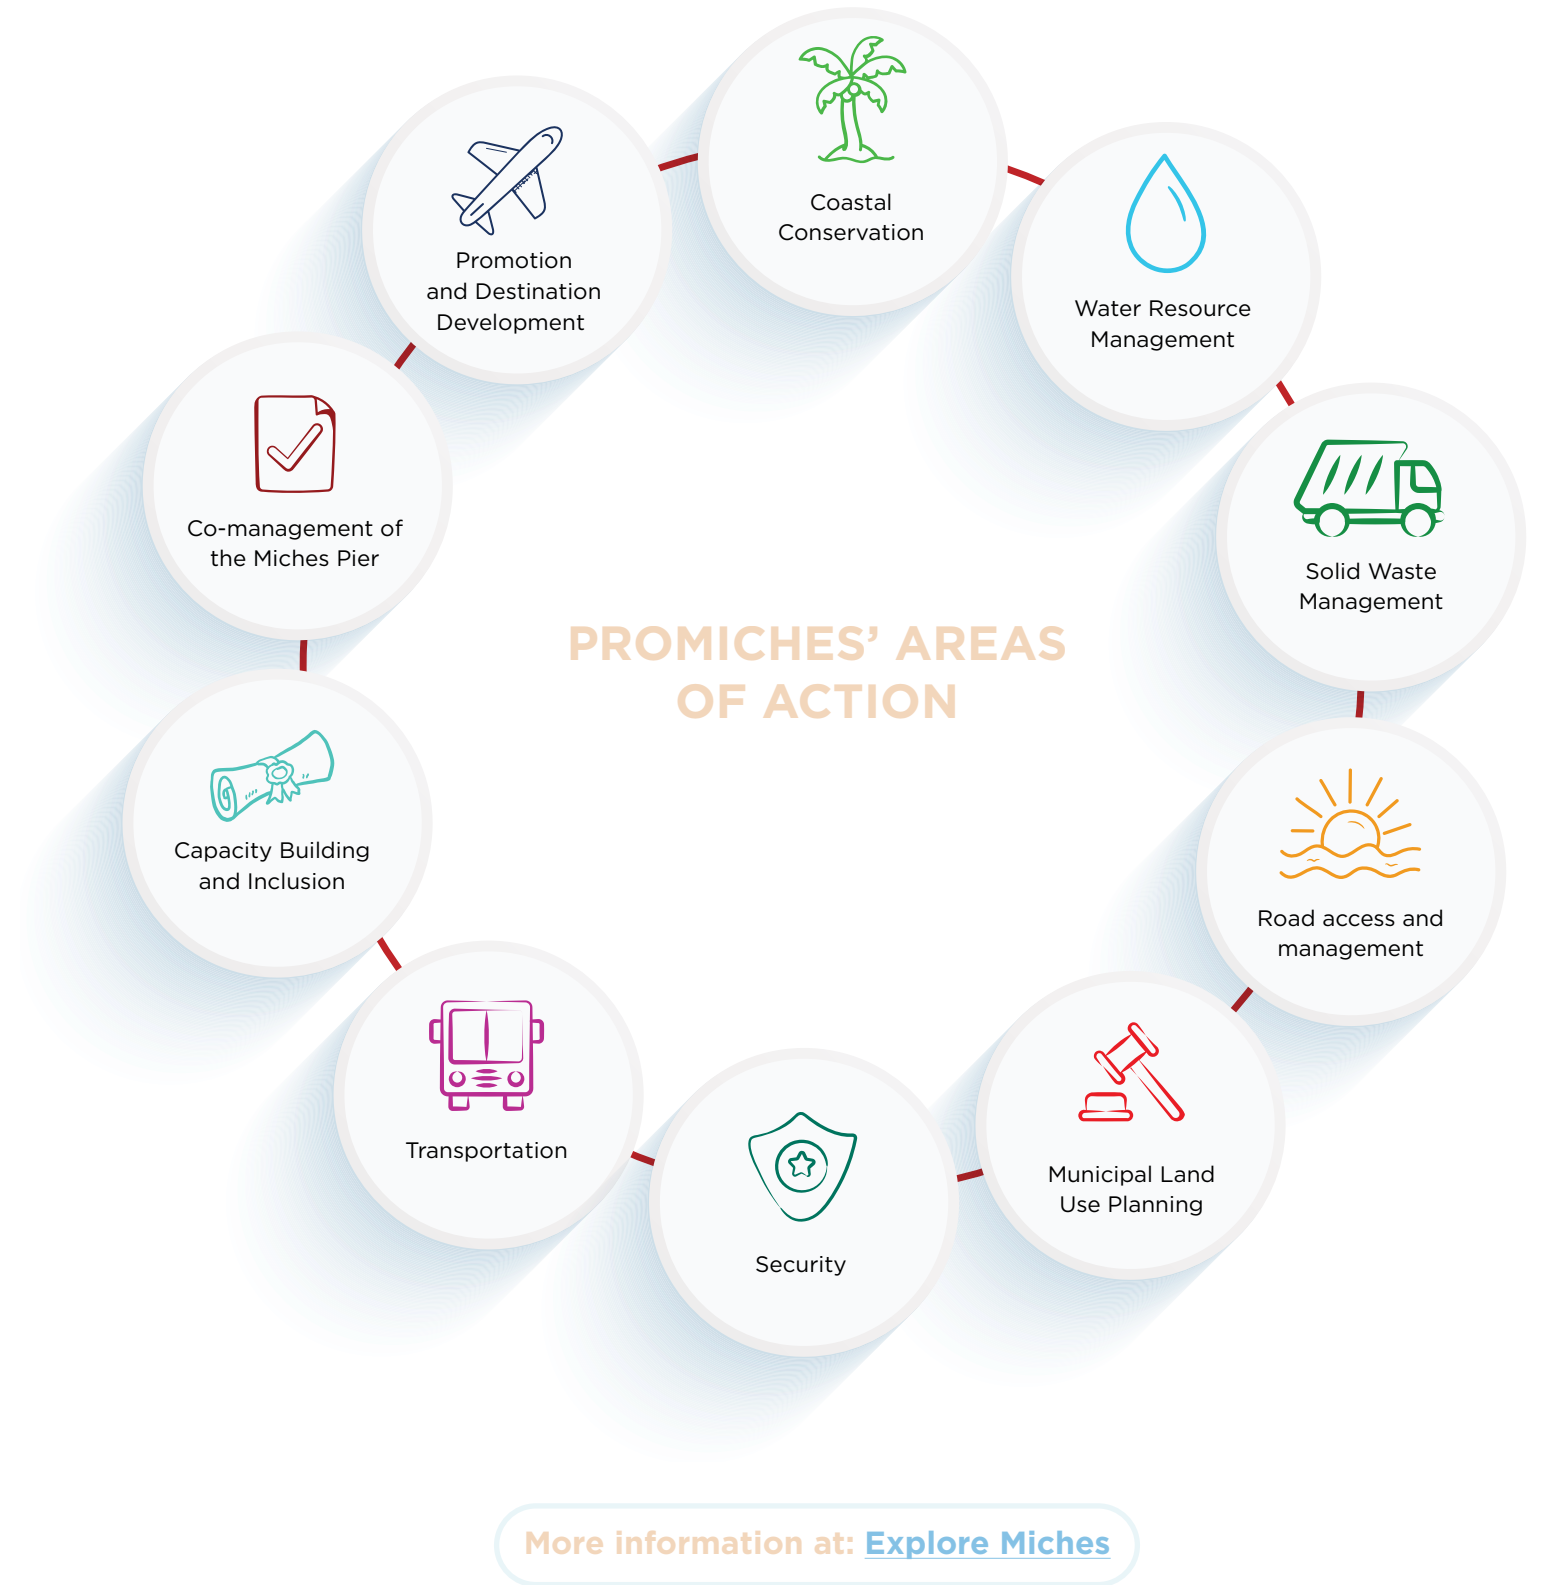 Coastal
Conservation
Water Resource
Management
Solid Waste
Management
Road access and
management
Municipal Land
Use Planning
Security
Transportation
Capacity Building
and Inclusion
Co-management of
the Miches Pier
Promotion
and Destination
Development
PROMICHES’ AREAS
OF ACTION
More information at: Explore Miches